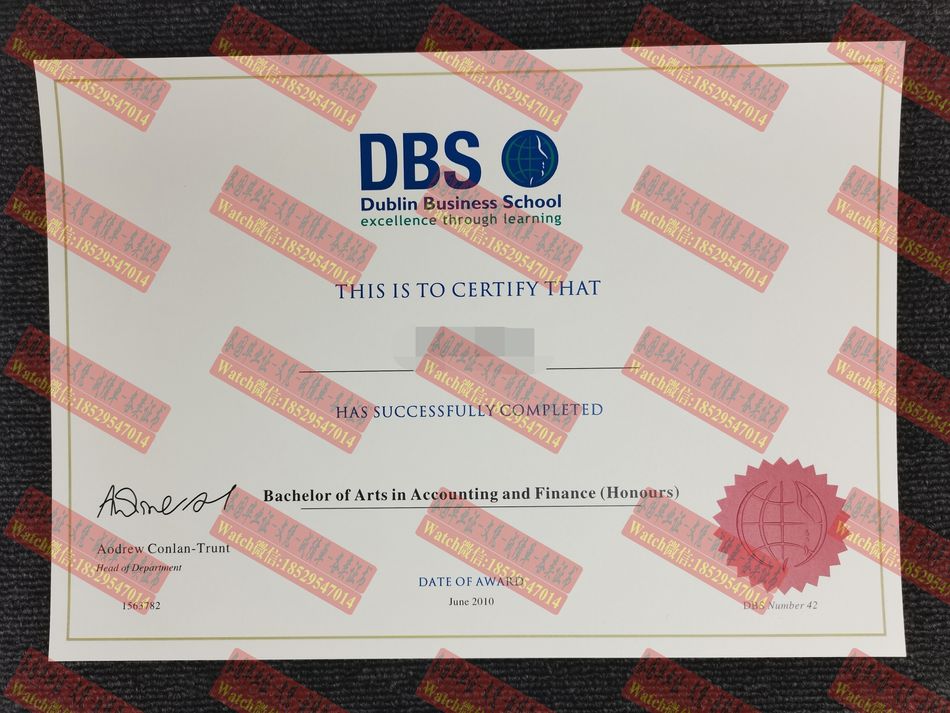 DBS
Dublin Business School
excellence through learning
THIS IS TO CERTIFY THAT
HAS SUCCESSFULLY COMPLETED
Bachelor of Arts in Accounting and Finance (Honours)
Aodrew Conlan-Trunt
Head of Department
1563782
DATE OF AWARD
June 2010
DBS Number 42
Watch微信:18529547014